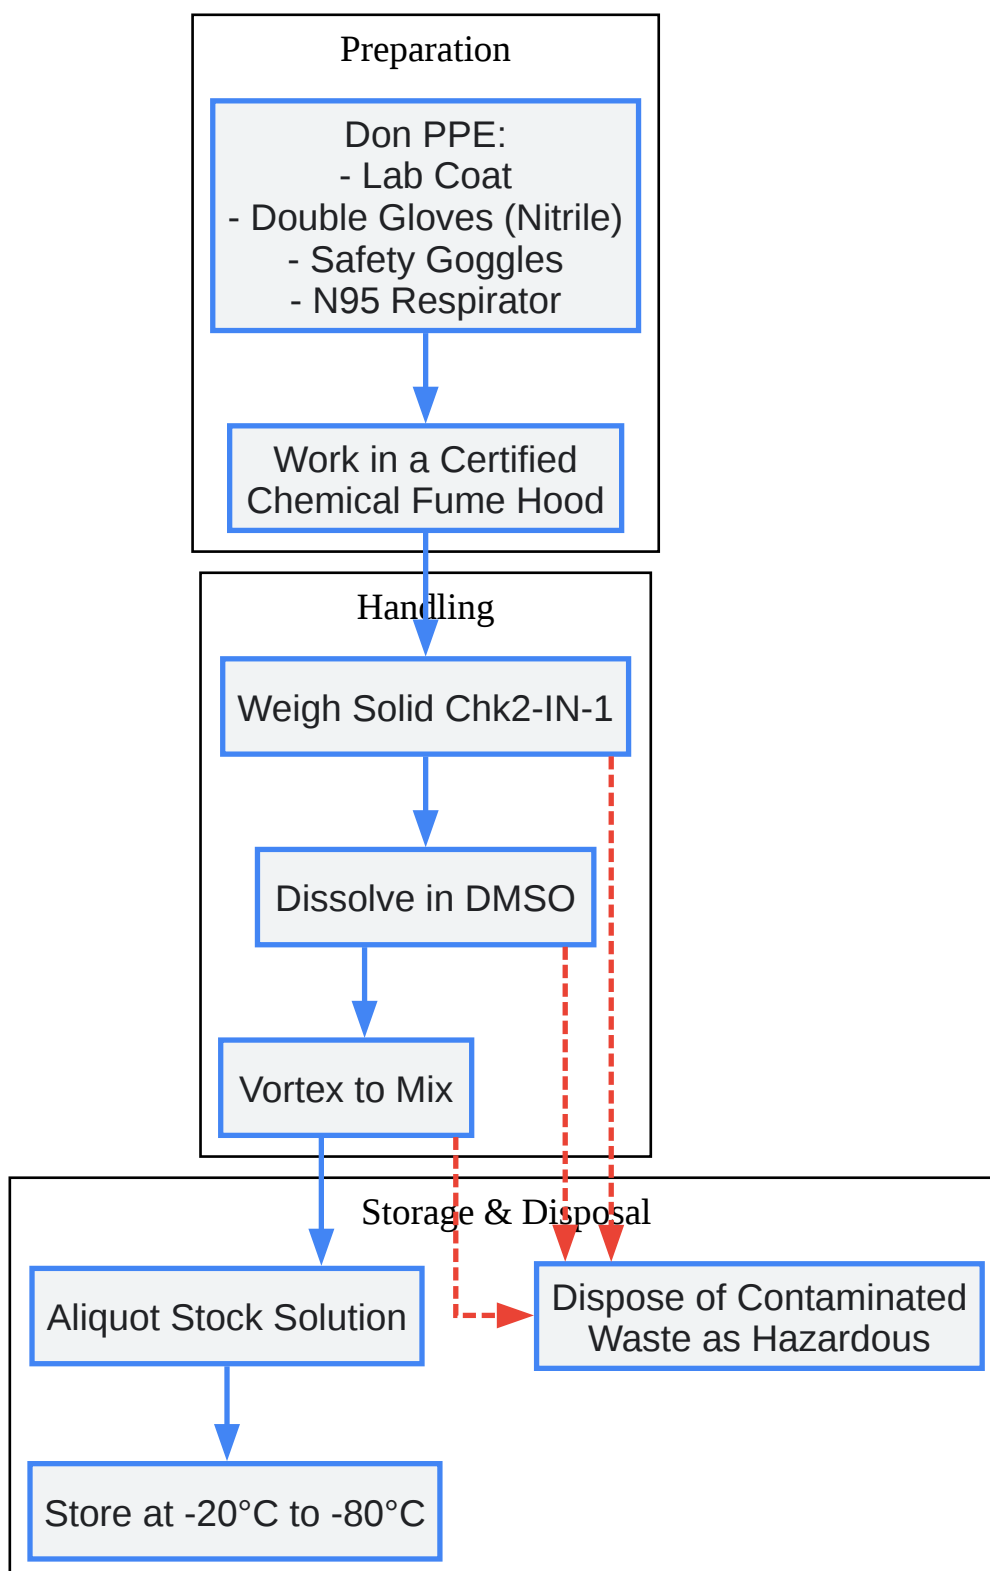 Preparation
Don PPE:
- Lab Coat
- Double Gloves (Nitrile)
- Safety Goggles
- N95 Respirator
Work in a Certified
Chemical Fume Hood
Handling
Weigh Solid Chk2-IN-1
Dissolve in DMSO
Vortex to Mix
Storage & Disposal
Aliquot Stock Solution
Dispose of Contaminated
Waste as Hazardous
Store at -20°C to -80°C